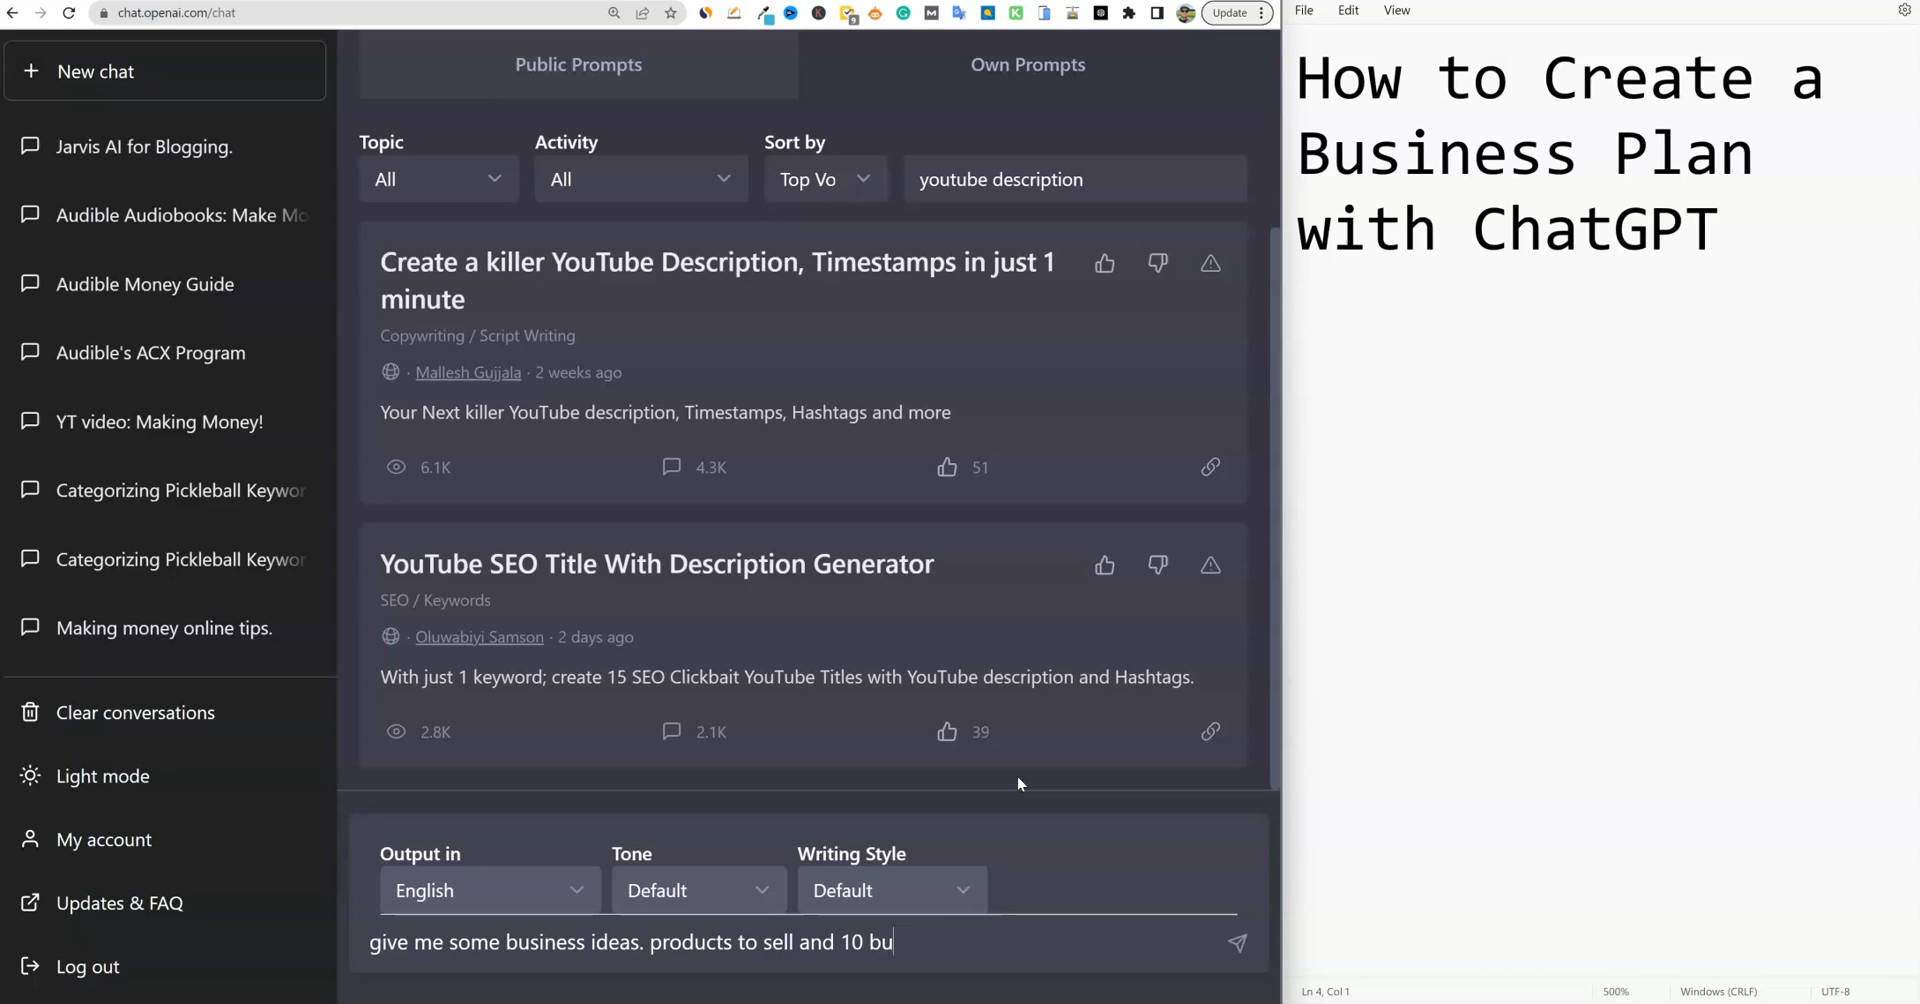 chat.openai.com/chat
Update
File Edit View
New chat
Jarvis AI for Blogging.
Audible Audiobooks: Make Mo
Audible Money Guide
Audible's ACX Program
YT video: Making Money!
Categorizing Pickleball Keywor
Categorizing Pickleball Keywor
Making money online tips.
Clear conversations
Light mode
My account
Updates & FAQ
Log out
Public Prompts Own Prompts
Topic Activity Sort by
All All Top Vo youtube description
Create a killer YouTube Description, Timestamps in just 1
minute
Copywriting / Script Writing
· Mallesh Gujjala · 2 weeks ago
Your Next killer YouTube description, Timestamps, Hashtags and more
6.1K 4.3K 51
YouTube SEO Title With Description Generator
SEO / Keywords
· Oluwabiyi Samson · 2 days ago
With just 1 keyword; create 15 SEO Clickbait YouTube Titles with YouTube description and Hashtags.
2.8K 2.1K 39
Output in Tone Writing Style
English Default Default
give me some business ideas. products to sell and 10 bu
How to Create a
Business Plan
with ChatGPT
Ln 4, Col 1 500% Windows (CRLF) UTF-8